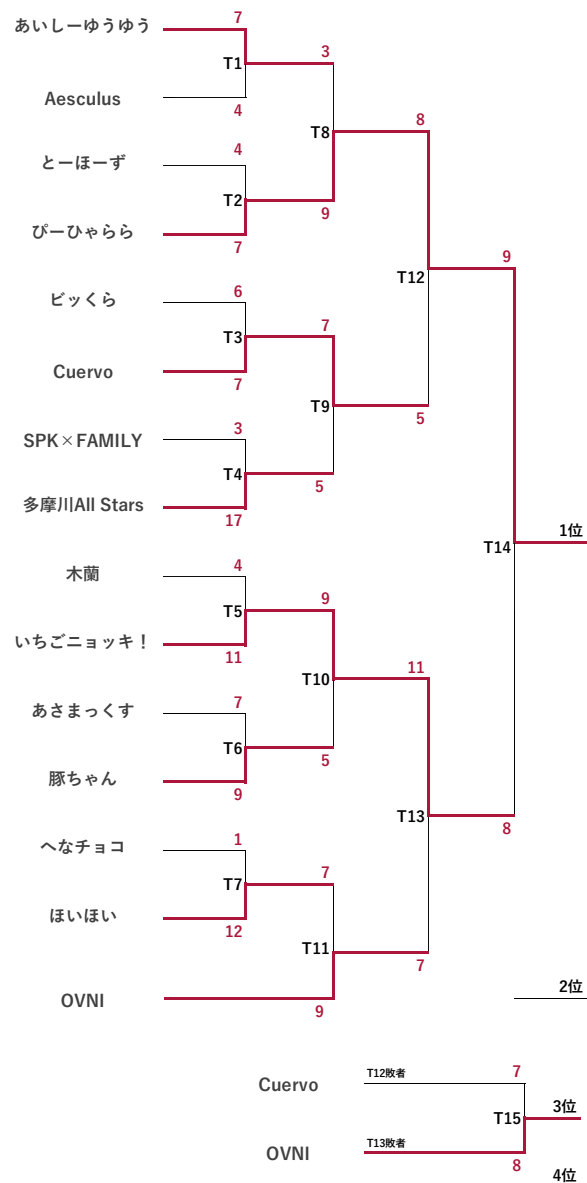 7
あいしーゆうゆう
3
T1
Aesculus
4
8
4
T8
とーほーず
T2
9
ぴーひゃらら
7
9
T12
6
ビッくら
7
T3
Cuervo
7
T9
5
3
SPK×FAMILY
T4
5
多摩川All Stars
17
1位
T14
4
木蘭
9
T5
いちごニョッキ！
11
11
T10
7
あさまっくす
T6
5
豚ちゃん
9
T13
8
1
へなチョコ
7
T7
ほいほい
12
T11
7
2位
OVNI
9
T12敗者
7
Cuervo
3位
T15
T13敗者
OVNI
8
4位